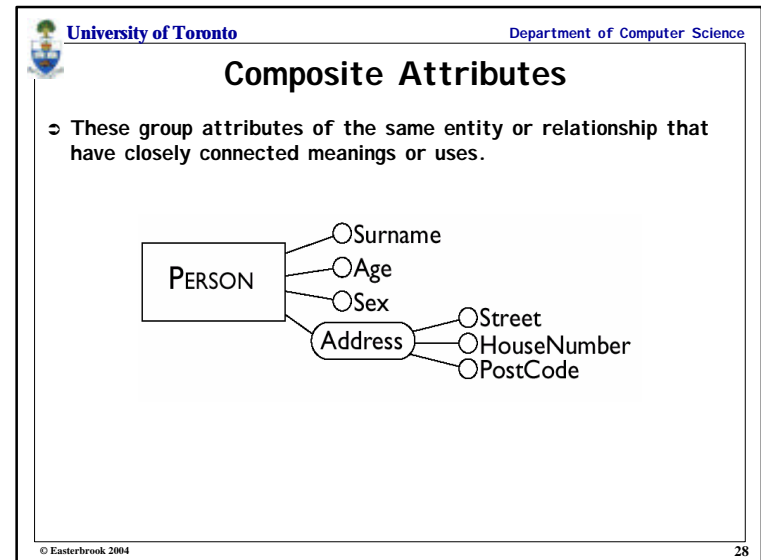 University of Toronto
Department of Computer Science
Composite Attributes
➲ These group attributes of the same entity or relationship that
have closely connected meanings or uses.
PERSON
Surname
Age
Sex
Address
Street
HouseNumber
PostCode
© Easterbrook 2004
28